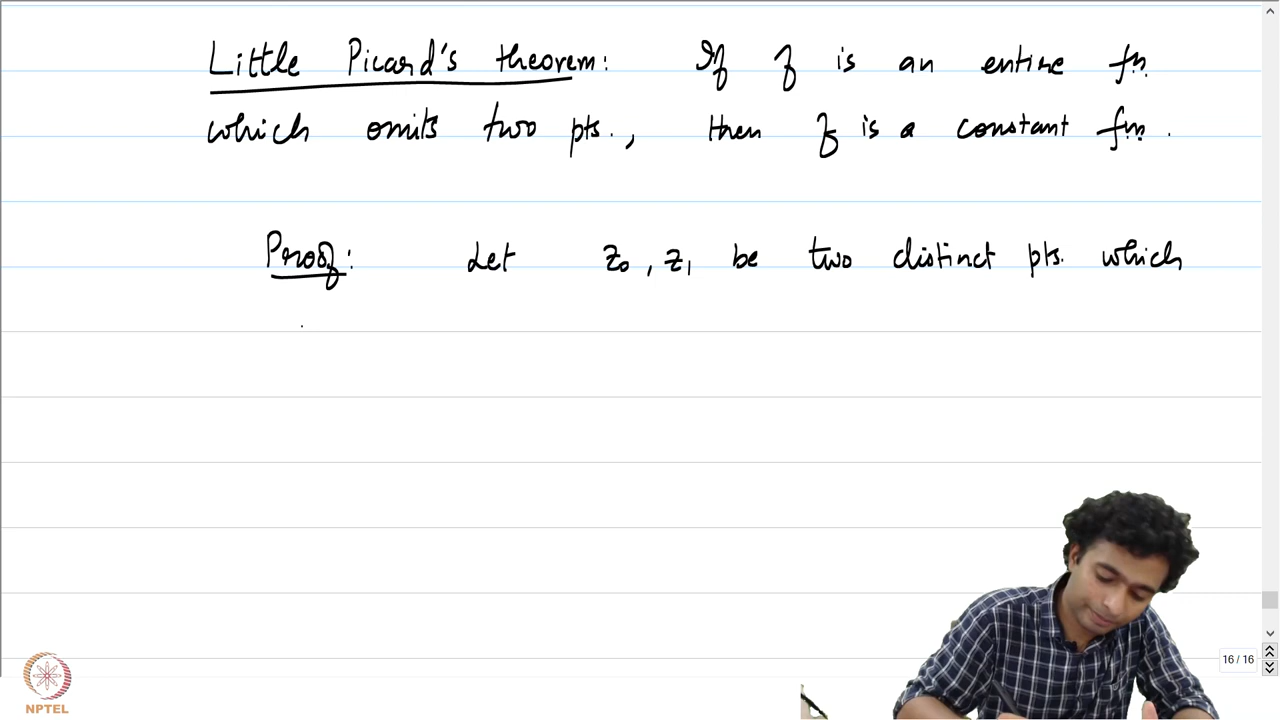 Little Picard's theorem: If f is an entire fn.
which omits two pts., then f is a constant fn.
Proof: Let z₀, z₁ be two distinct pts. which
16 / 16
NPTEL